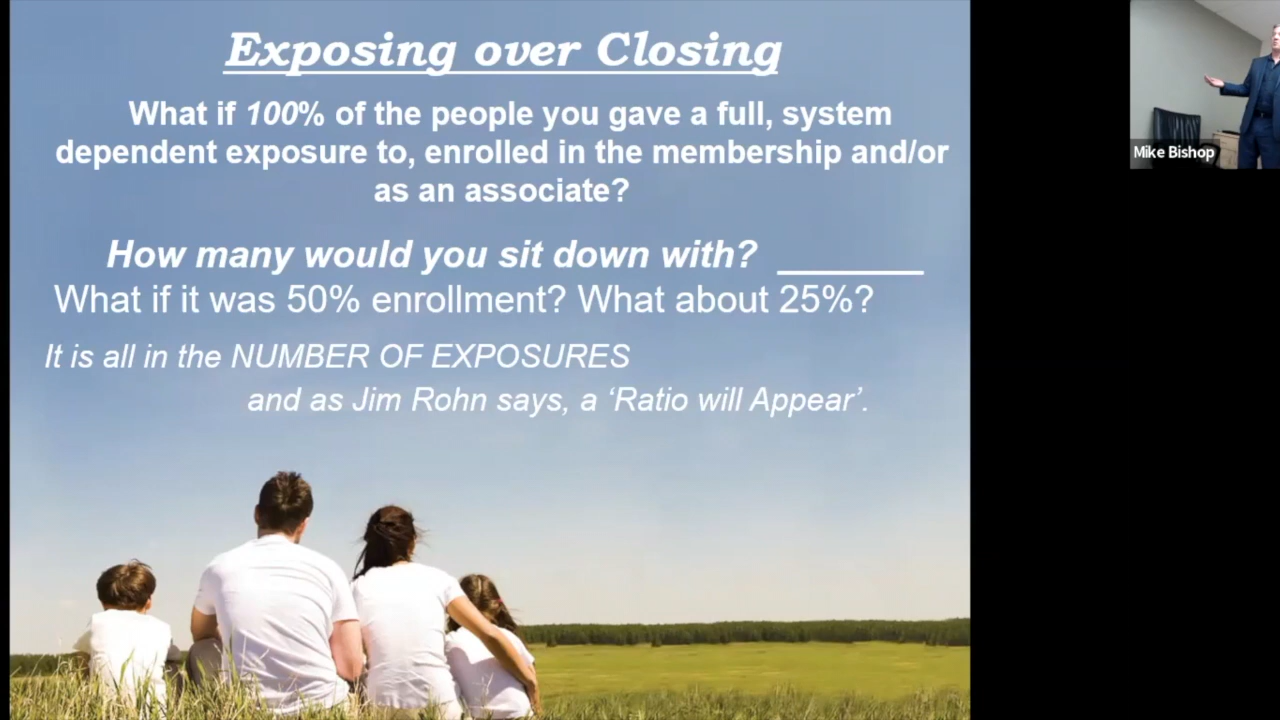 Exposing over Closing
What if 100% of the people you gave a full, system
dependent exposure to, enrolled in the membership and/or
as an associate?
How many would you sit down with? _______
What if it was 50% enrollment? What about 25%?
It is all in the NUMBER OF EXPOSURES
and as Jim Rohn says, a ‘Ratio will Appear’.
Mike Bishop